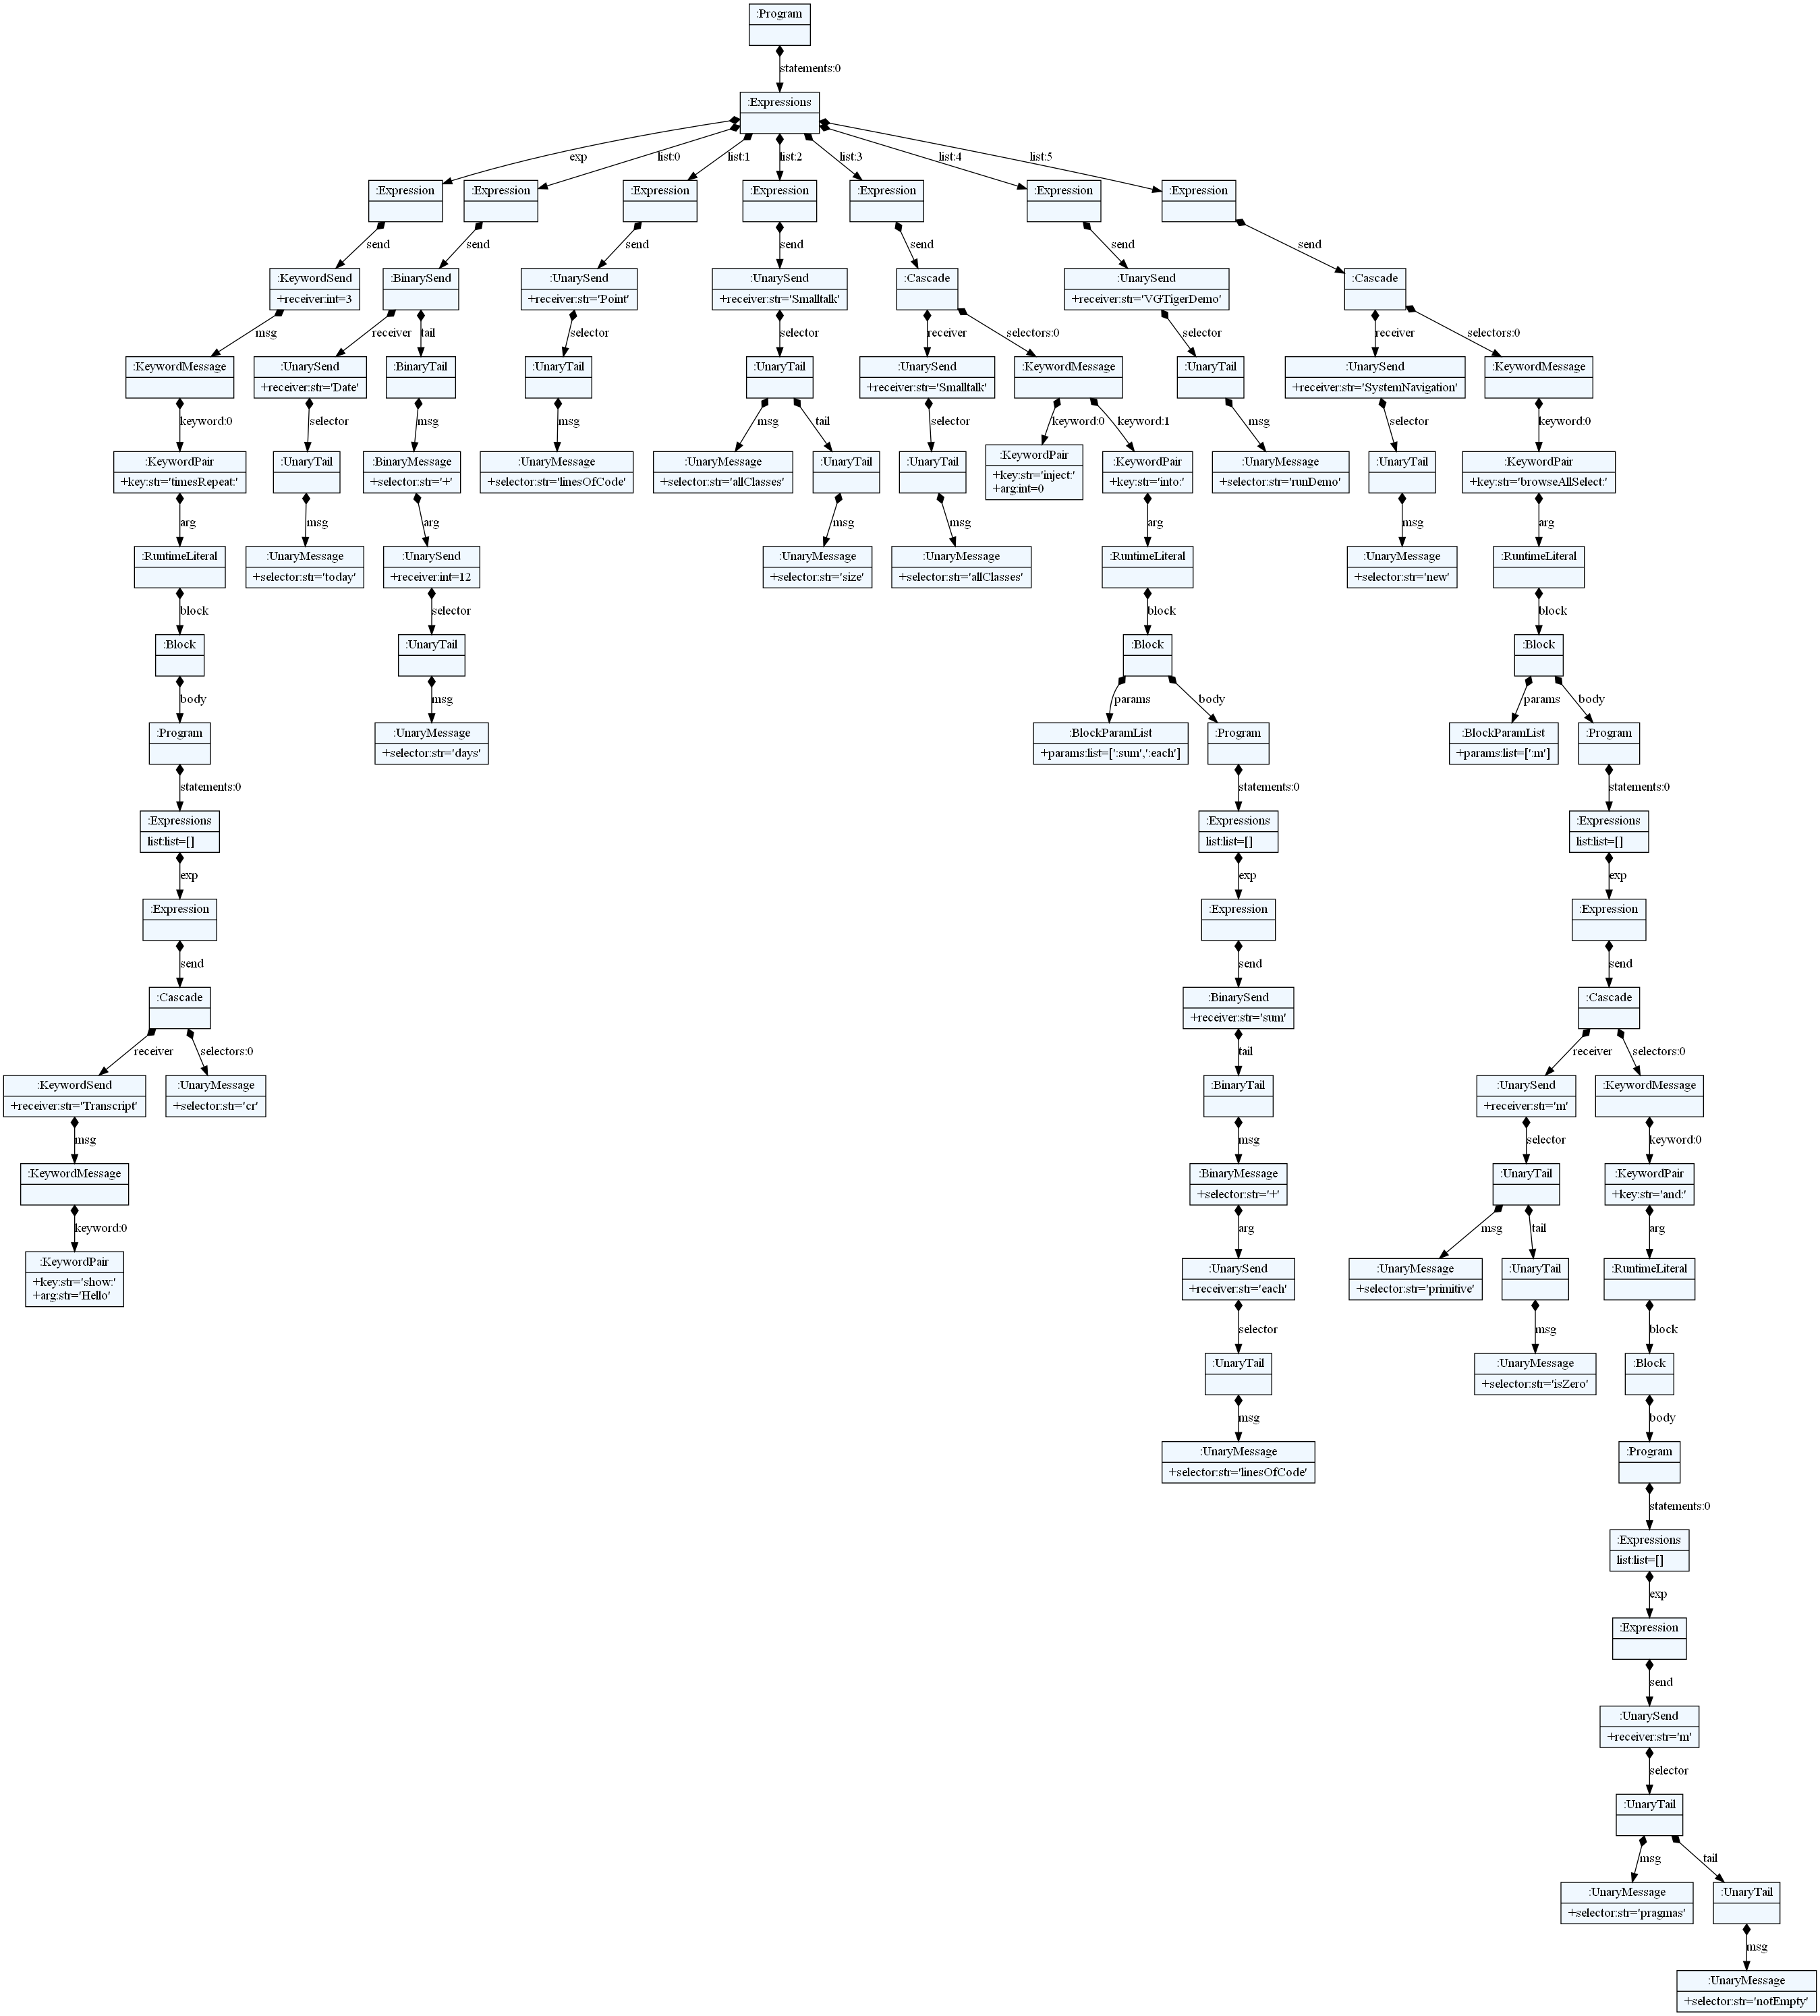 :Program
statements:0
:Expressions
exp
list:0
list:1
list:2
list:3
list:4
list:5
:Expression
:Expression
:Expression
:Expression
:Expression
:Expression
:Expression
send
send
send
send
send
send
send
:KeywordSend
+receiver:int=3
:BinarySend
:UnarySend
+receiver:str='Point'
:UnarySend
+receiver:str='Smalltalk'
:Cascade
:UnarySend
+receiver:str='VGTigerDemo'
:Cascade
msg
receiver
tail
selector
selector
receiver
selectors:0
selector
receiver
selectors:0
:KeywordMessage
:UnarySend
+receiver:str='Date'
:BinaryTail
:UnaryTail
:UnaryTail
:UnarySend
+receiver:str='Smalltalk'
:KeywordMessage
:UnaryTail
:UnarySend
+receiver:str='SystemNavigation'
:KeywordMessage
keyword:0
selector
msg
msg
msg
tail
selector
keyword:0
keyword:1
msg
selector
keyword:0
:KeywordPair
+key:str='timesRepeat:'
:UnaryTail
:BinaryMessage
+selector:str='+'
:UnaryMessage
+selector:str='linesOfCode'
:UnaryMessage
+selector:str='allClasses'
:UnaryTail
:UnaryTail
:KeywordPair
+key:str='inject:'
+arg:int=0
:KeywordPair
+key:str='into:'
:UnaryMessage
+selector:str='runDemo'
:UnaryTail
:KeywordPair
+key:str='browseAllSelect:'
arg
msg
arg
msg
msg
arg
msg
arg
:RuntimeLiteral
:UnaryMessage
+selector:str='today'
:UnarySend
+receiver:int=12
:UnaryMessage
+selector:str='size'
:UnaryMessage
+selector:str='allClasses'
:RuntimeLiteral
:UnaryMessage
+selector:str='new'
:RuntimeLiteral
block
selector
block
block
:Block
:UnaryTail
:Block
:Block
body
msg
params
body
params
body
:Program
:UnaryMessage
+selector:str='days'
:BlockParamList
+params:list=[':sum',':each']
:Program
:BlockParamList
+params:list=[':m']
:Program
statements:0
statements:0
statements:0
:Expressions
list:list=[]
:Expressions
list:list=[]
:Expressions
list:list=[]
exp
exp
exp
:Expression
:Expression
:Expression
send
send
send
:Cascade
:BinarySend
+receiver:str='sum'
:Cascade
receiver
selectors:0
tail
receiver
selectors:0
:KeywordSend
+receiver:str='Transcript'
:UnaryMessage
+selector:str='cr'
:BinaryTail
:UnarySend
+receiver:str='m'
:KeywordMessage
msg
msg
selector
keyword:0
:KeywordMessage
:BinaryMessage
+selector:str='+'
:UnaryTail
:KeywordPair
+key:str='and:'
keyword:0
arg
msg
tail
arg
:KeywordPair
+key:str='show:'
+arg:str='Hello'
:UnarySend
+receiver:str='each'
:UnaryMessage
+selector:str='primitive'
:UnaryTail
:RuntimeLiteral
selector
msg
block
:UnaryTail
:UnaryMessage
+selector:str='isZero'
:Block
msg
body
:UnaryMessage
+selector:str='linesOfCode'
:Program
statements:0
:Expressions
list:list=[]
exp
:Expression
send
:UnarySend
+receiver:str='m'
selector
:UnaryTail
msg
tail
:UnaryMessage
+selector:str='pragmas'
:UnaryTail
msg
:UnaryMessage
+selector:str='notEmpty'